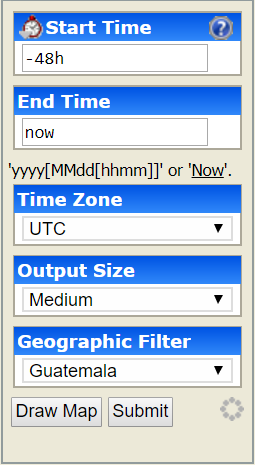 Start Time
-48h
End Time
now
'yyyy[MMdd[hhmm]]' or 'Now'.
Time Zone
UTC
Output Size
Medium
Geographic Filter
Guatemala
Draw Map Submit